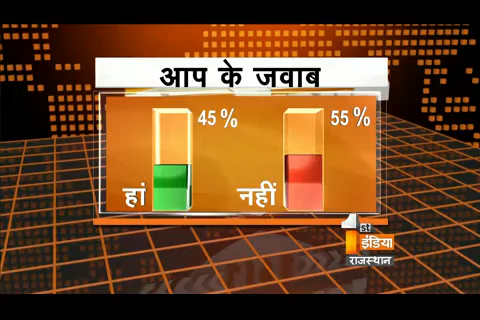 आप के जवाब
45%
55%
हां
नहीं
1st
इंडिया
राजस्थान